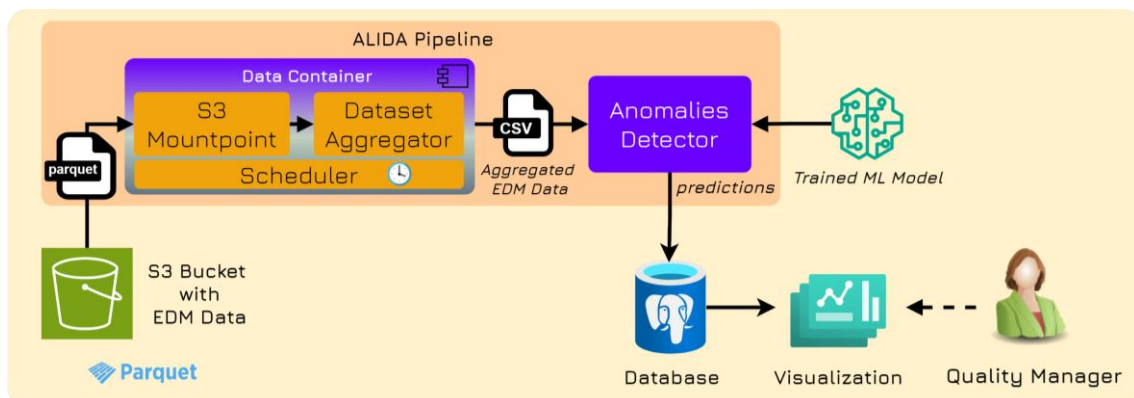 ALIDA Pipeline
Data Container
S3
Mountpoint
Dataset
Aggregator
Scheduler
parquet
CSV
Aggregated
EDM Data
Anomalies
Detector
predictions
Trained ML Model
S3 Bucket
with
EDM Data
Parquet
Database
Visualization
Quality Manager